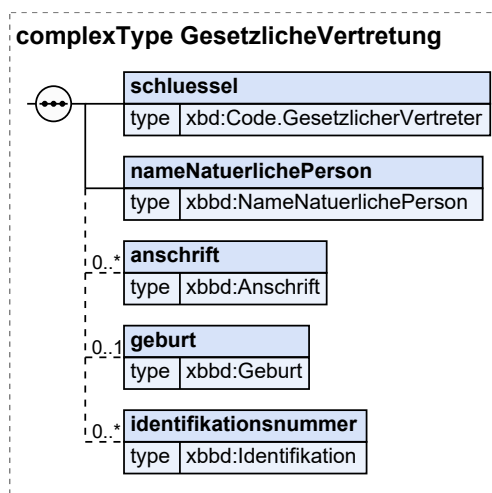 complexType GesetzlicheVertretung
schluessel
type xbd:Code.GesetzlicherVertreter
nameNatuerlichePerson
type xbbd:NameNatuerlichePerson
0..* anschrift
type xbbd:Anschrift
0..1 geburt
type xbbd:Geburt
0..* identifikationsnummer
type xbbd:Identifikation